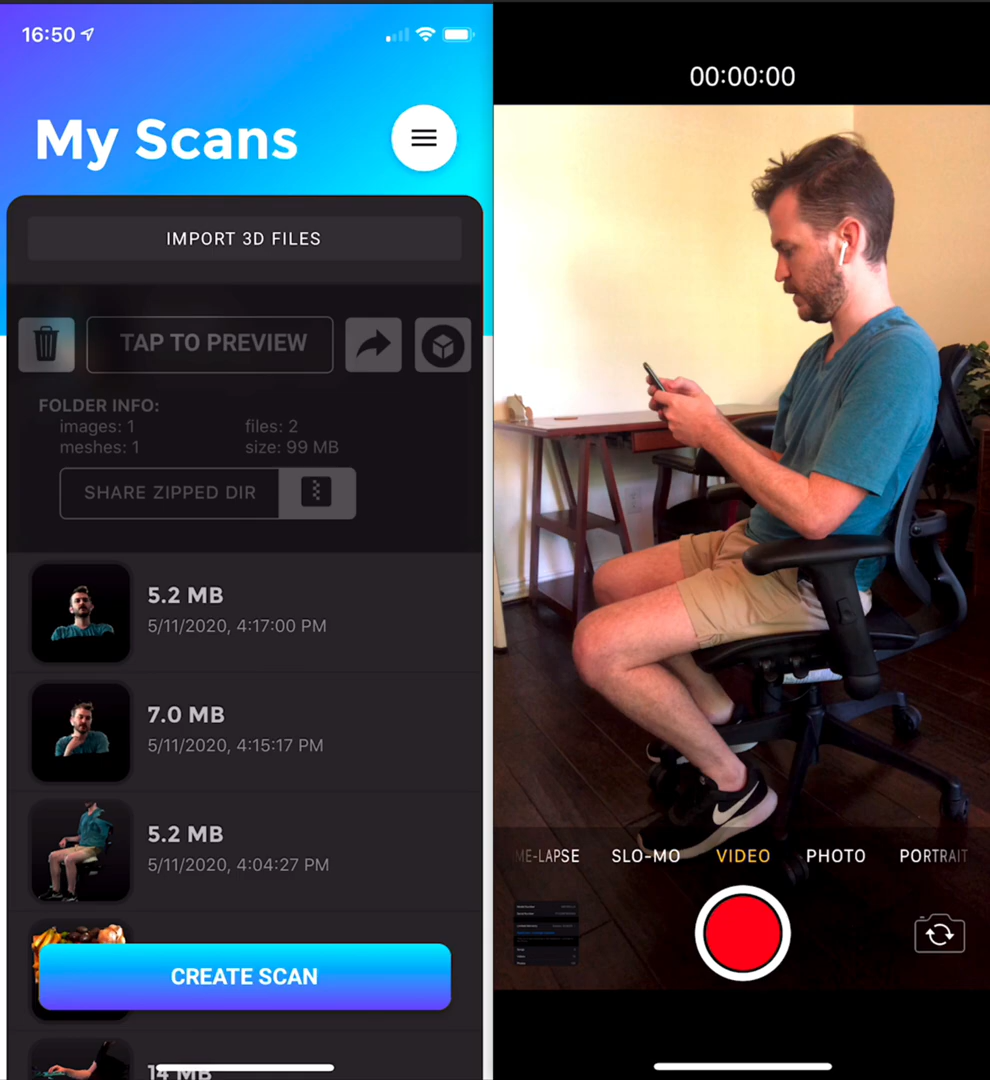 16:50
My Scans
IMPORT 3D FILES
TAP TO PREVIEW
FOLDER INFO:
images: 1 files: 2
meshes: 1 size: 99 MB
SHARE ZIPPED DIR
5.2 MB
5/11/2020, 4:17:00 PM
7.0 MB
5/11/2020, 4:15:17 PM
5.2 MB
5/11/2020, 4:04:27 PM
CREATE SCAN
14 MB
00:00:00
ME-LAPSE SLO-MO VIDEO PHOTO PORTRAIT